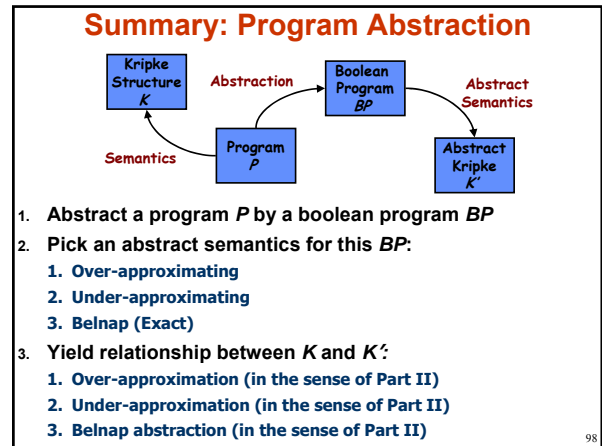 Summary: Program Abstraction
Kripke
Structure
K
Abstraction
Boolean
Program
BP
Abstract
Semantics
Semantics
Program
P
Abstract
Kripke
K'
1. Abstract a program P by a boolean program BP
2. Pick an abstract semantics for this BP:
1. Over-approximating
2. Under-approximating
3. Belnap (Exact)
3. Yield relationship between K and K′:
1. Over-approximation (in the sense of Part II)
2. Under-approximation (in the sense of Part II)
3. Belnap abstraction (in the sense of Part II)
98